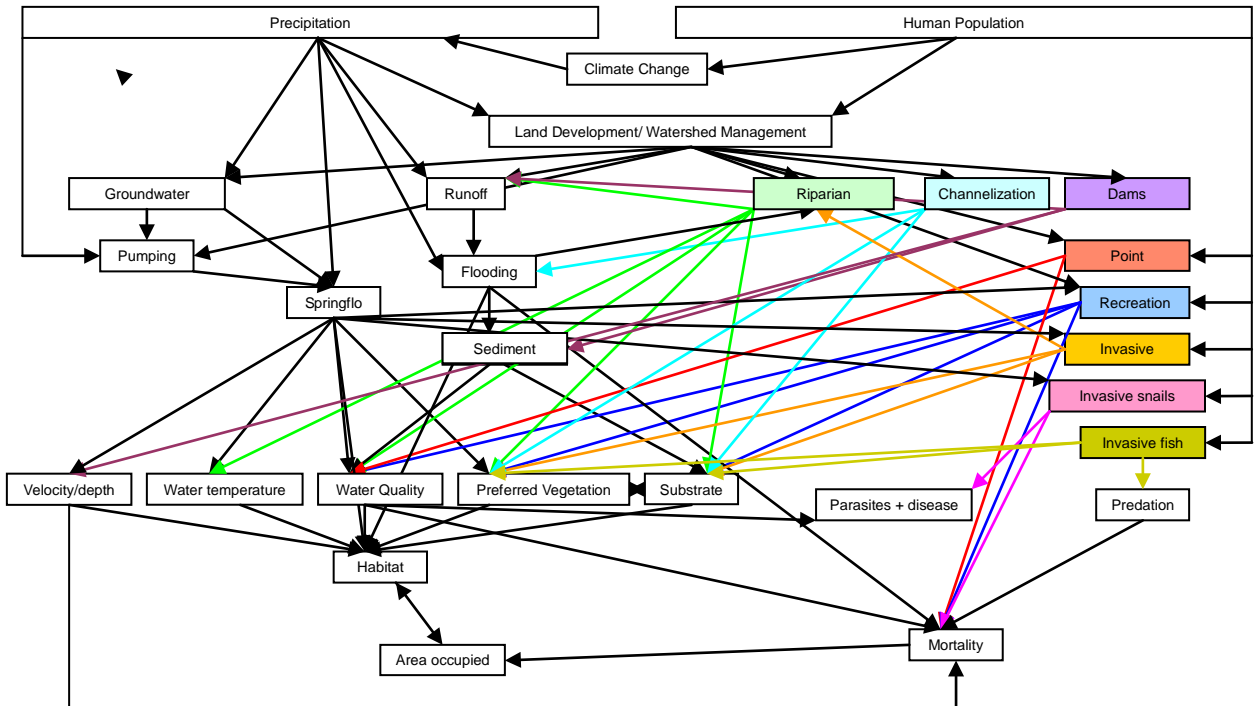 Precipitation
Human Population
Climate Change
Land Development/ Watershed Management
Groundwater
Runoff
Riparian
Channelization
Dams
Pumping
Flooding
Point
Springflo
Recreation
Sediment
Invasive
Invasive snails
Invasive fish
Velocity/depth
Water temperature
Water Quality
Preferred Vegetation
Substrate
Parasites + disease
Predation
Habitat
Mortality
Area occupied